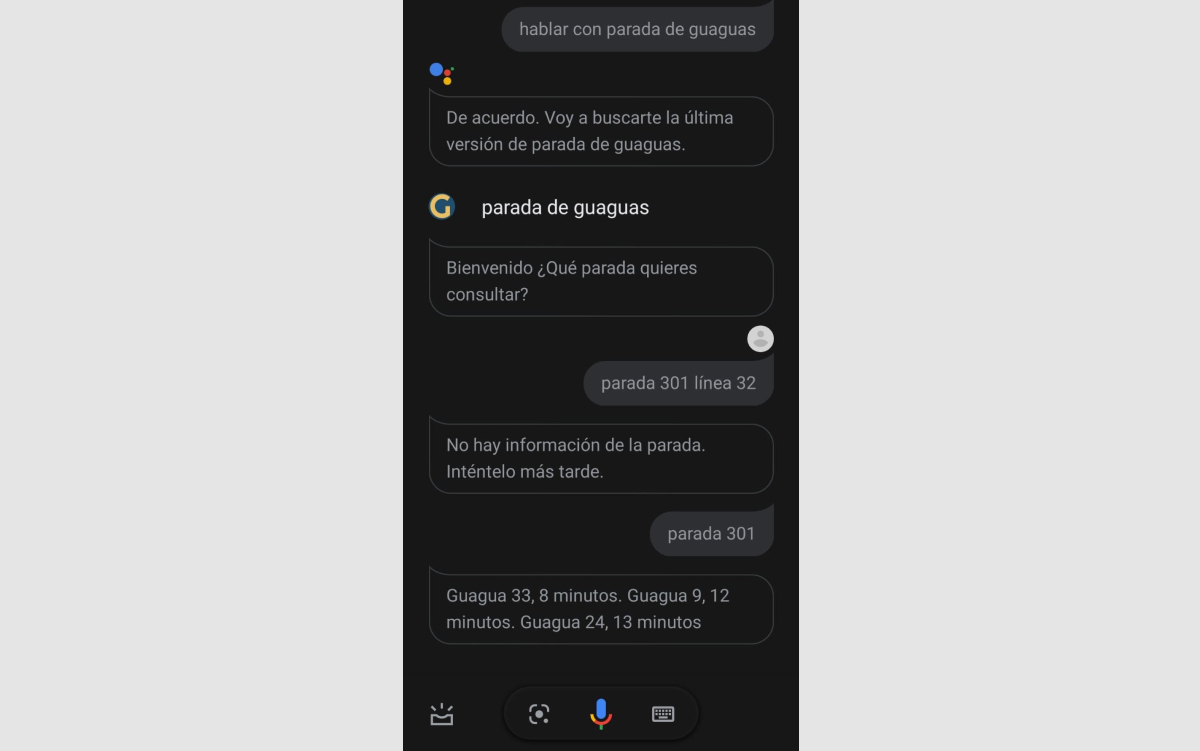 hablar con parada de guaguas
De acuerdo. Voy a buscarte la última
versión de parada de guaguas.
parada de guaguas
Bienvenido ¿Qué parada quieres
consultar?
parada 301 línea 32
No hay información de la parada.
Inténtelo más tarde.
parada 301
Guagua 33, 8 minutos. Guagua 9, 12
minutos. Guagua 24, 13 minutos